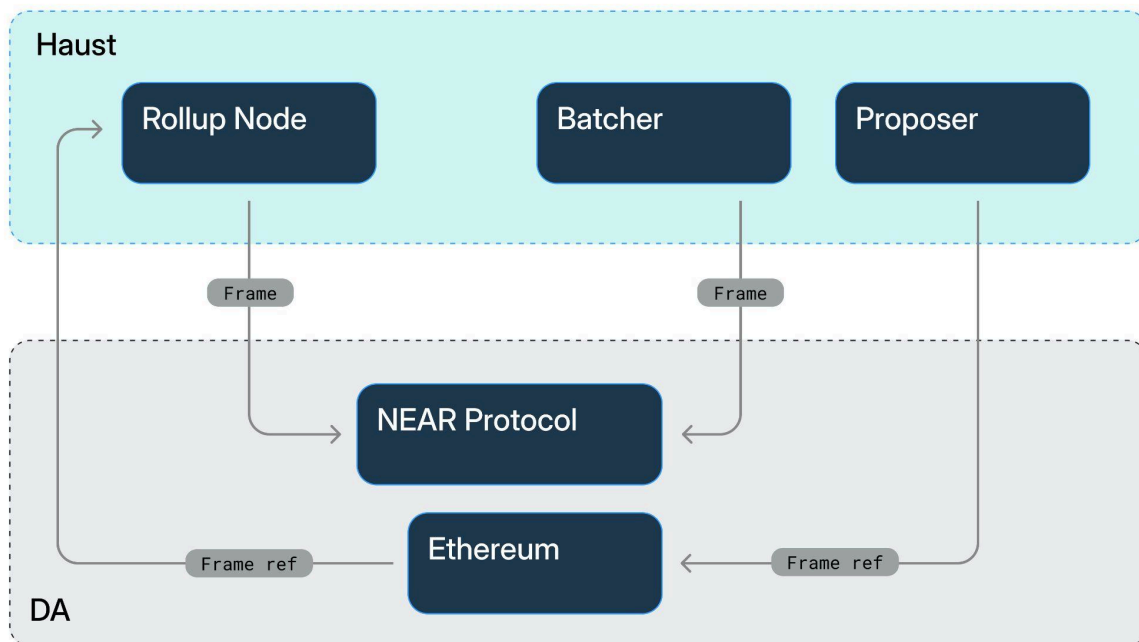 Haust
Rollup Node
Batcher
Proposer
Frame
Frame
NEAR Protocol
Ethereum
Frame ref
Frame ref
DA